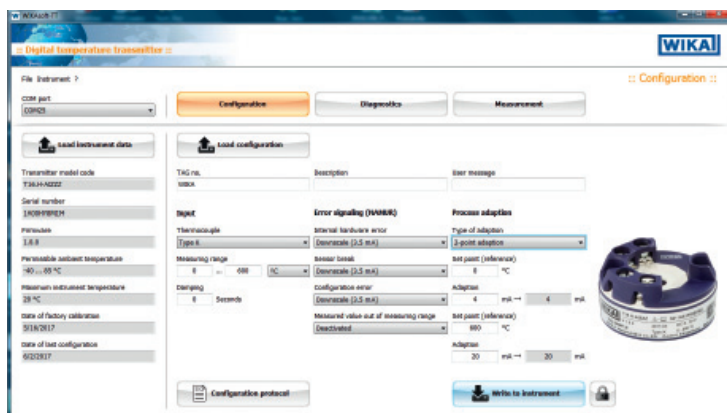 WIKAsoft-TT
:: Digital temperature transmitter ::
WIKA
File Instrument ?
:: Configuration ::
COM port
COM25
Configuration
Diagnostics
Measurement
Load instrument data
Load configuration
Transmitter model code
TAG no.
Description
User message
WIKA
Serial number
Input
Error signaling (NAMUR)
Process adaption
Firmware
Thermocouple
Internal hardware error
Type of adaption
1.0.0
Type K
Downscale (3.5 mA)
2-point adaption
Permissible ambient temperature
Measuring range
Sensor break
Set point (reference)
-40 ... 85 °C
0 ... 600 °C
Downscale (3.5 mA)
0 °C
Maximum instrument temperature
Damping
Configuration error
Adaption
29 °C
0 Seconds
Downscale (3.5 mA)
4 mA → 4 mA
Date of factory calibration
Measured value out of measuring range
Set point (reference)
5/16/2017
Deactivated
600 °C
Date of last configuration
Adaption
6/2/2017
20 mA → 20 mA
Configuration protocol
Write to instrument
WIKA